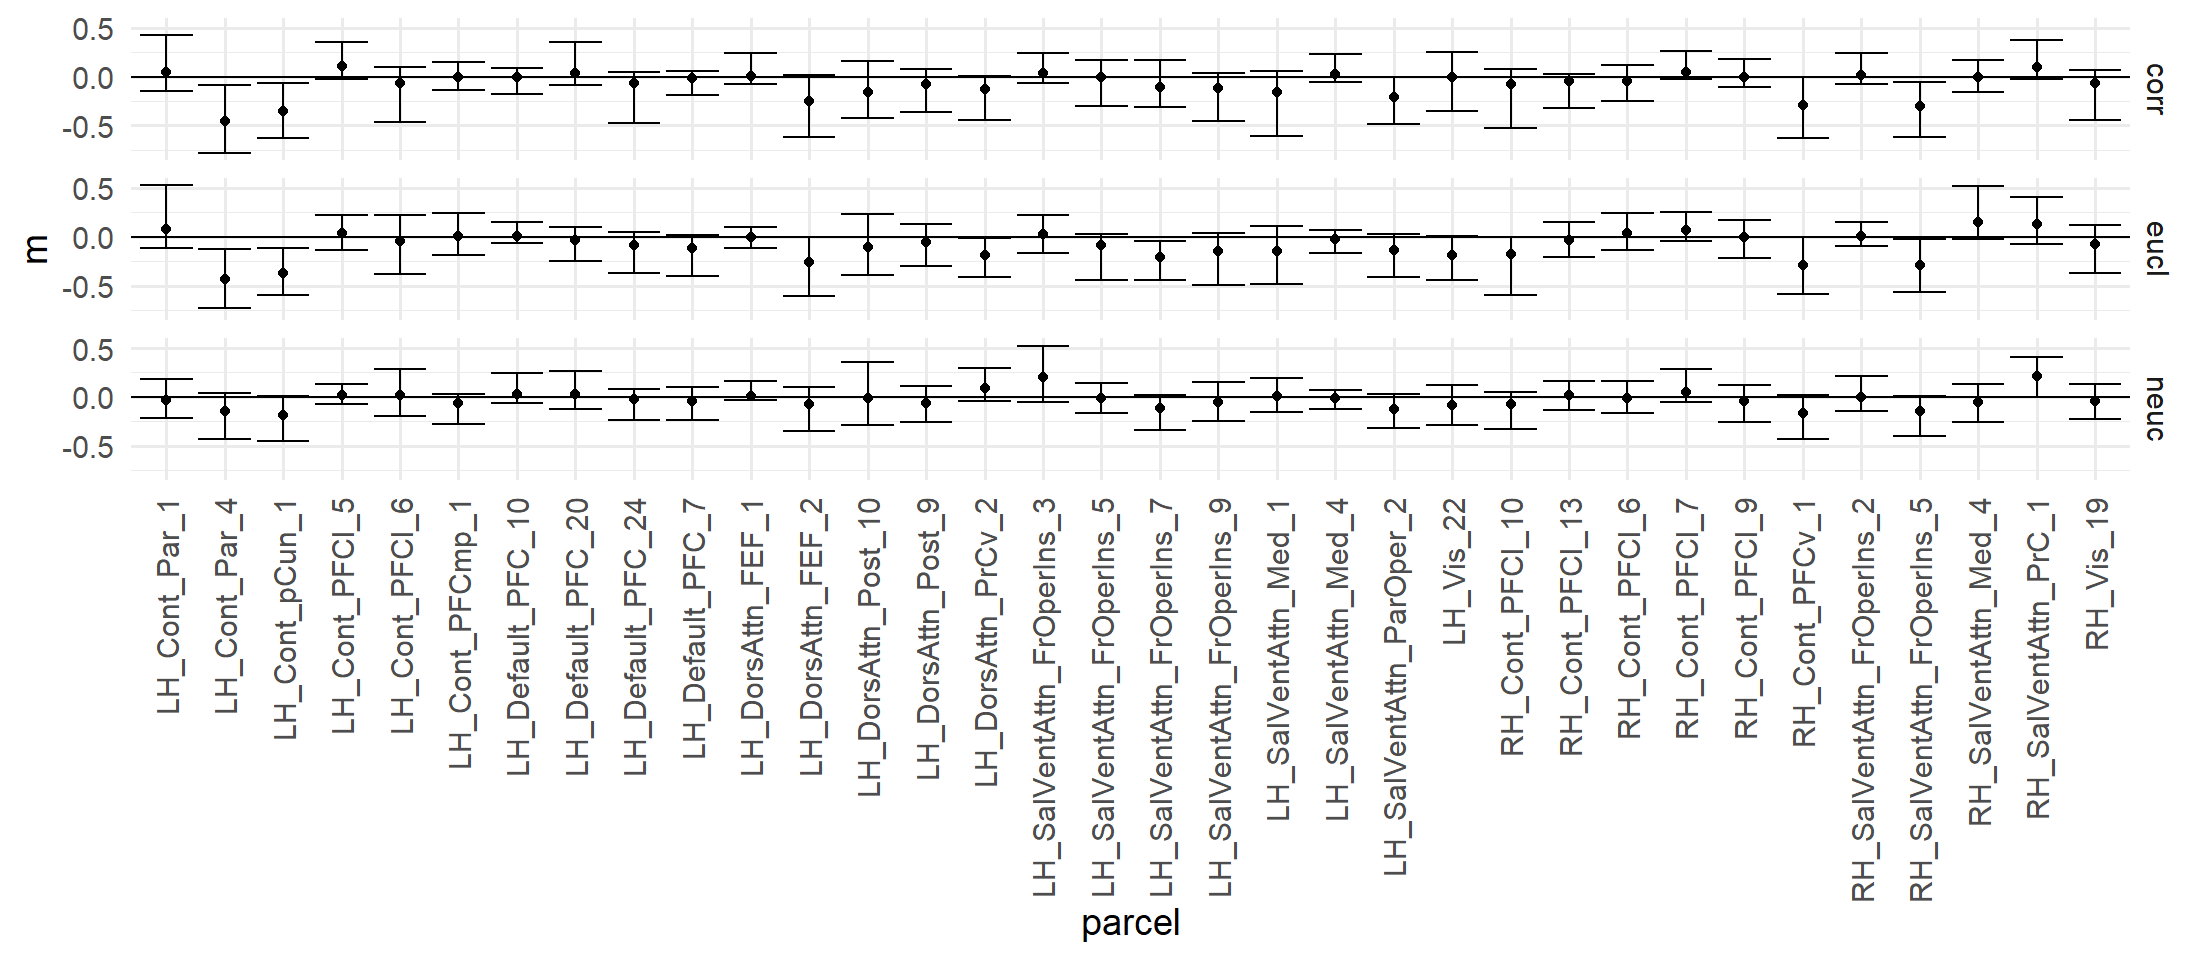 0.5
0.0
-0.5
corr
0.5
0.0
-0.5
eucl
m
0.5
0.0
-0.5
neuc
LH_Cont_Par_1
LH_Cont_Par_4
LH_Cont_pCun_1
LH_Cont_PFCl_5
LH_Cont_PFCl_6
LH_Cont_PFCmp_1
LH_Default_PFC_10
LH_Default_PFC_20
LH_Default_PFC_24
LH_Default_PFC_7
LH_DorsAttn_FEF_1
LH_DorsAttn_FEF_2
LH_DorsAttn_Post_10
LH_DorsAttn_Post_9
LH_DorsAttn_PrCv_2
LH_SalVentAttn_FrOperIns_3
LH_SalVentAttn_FrOperIns_5
LH_SalVentAttn_FrOperIns_7
LH_SalVentAttn_FrOperIns_9
LH_SalVentAttn_Med_1
LH_SalVentAttn_Med_4
LH_SalVentAttn_ParOper_2
LH_Vis_22
RH_Cont_PFCl_10
RH_Cont_PFCl_13
RH_Cont_PFCl_6
RH_Cont_PFCl_7
RH_Cont_PFCl_9
RH_Cont_PFCv_1
RH_SalVentAttn_FrOperIns_2
RH_SalVentAttn_FrOperIns_5
RH_SalVentAttn_Med_4
RH_SalVentAttn_PrC_1
RH_Vis_19
parcel